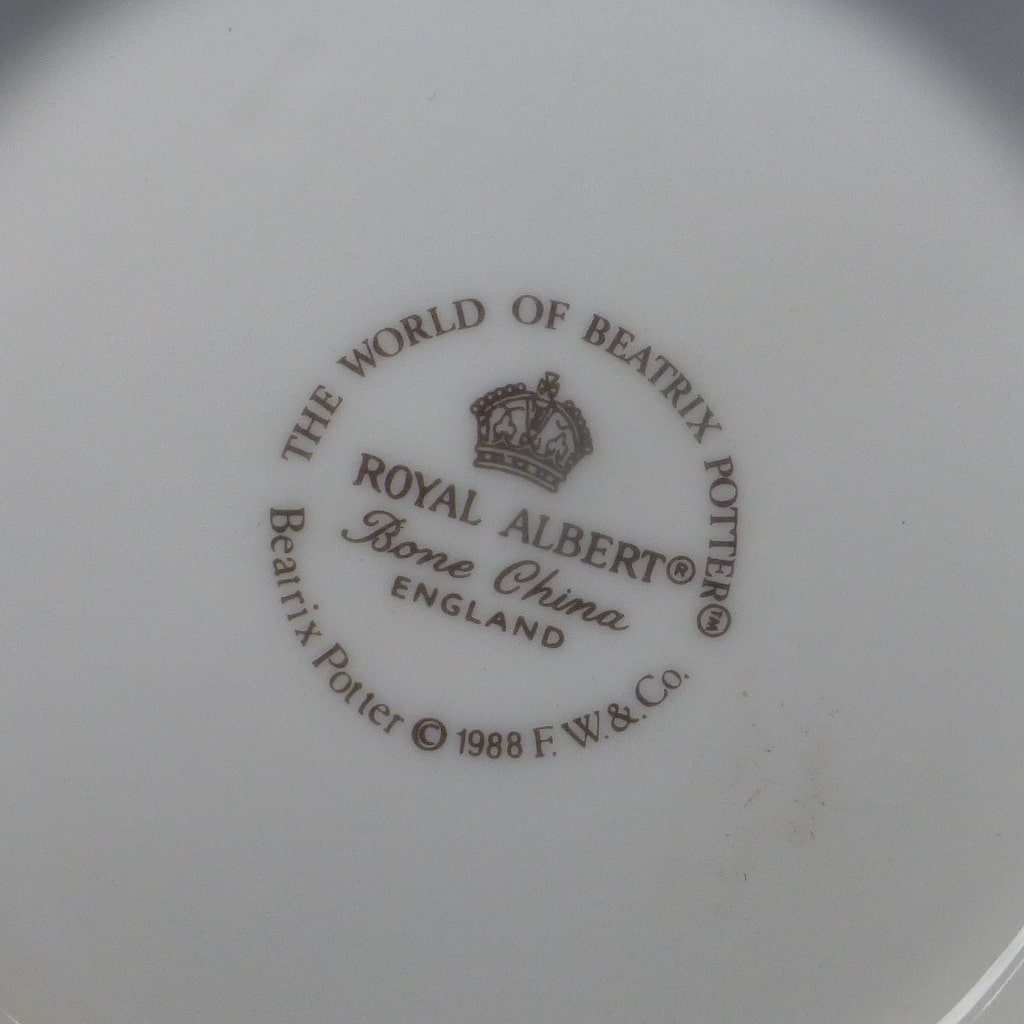 THE WORLD OF BEATRIX POTTER™
ROYAL ALBERT®
Bone China
ENGLAND
Beatrix Potter © 1988 F. W. & Co.